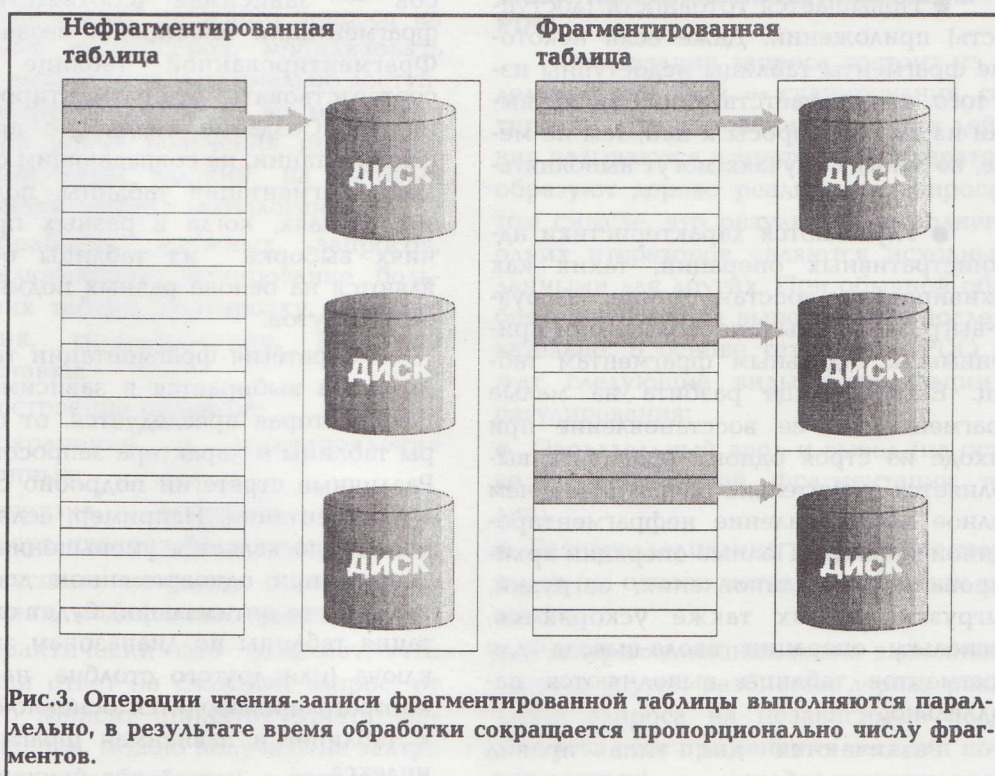 Нефрагментированная
таблица
Фрагментированная
таблица
ДИСК
ДИСК
ДИСК
ДИСК
ДИСК
ДИСК
Рис.3. Операции чтения-записи фрагментированной таблицы выполняются парал-
лельно, в результате время обработки сокращается пропорционально числу фраг-
ментов.